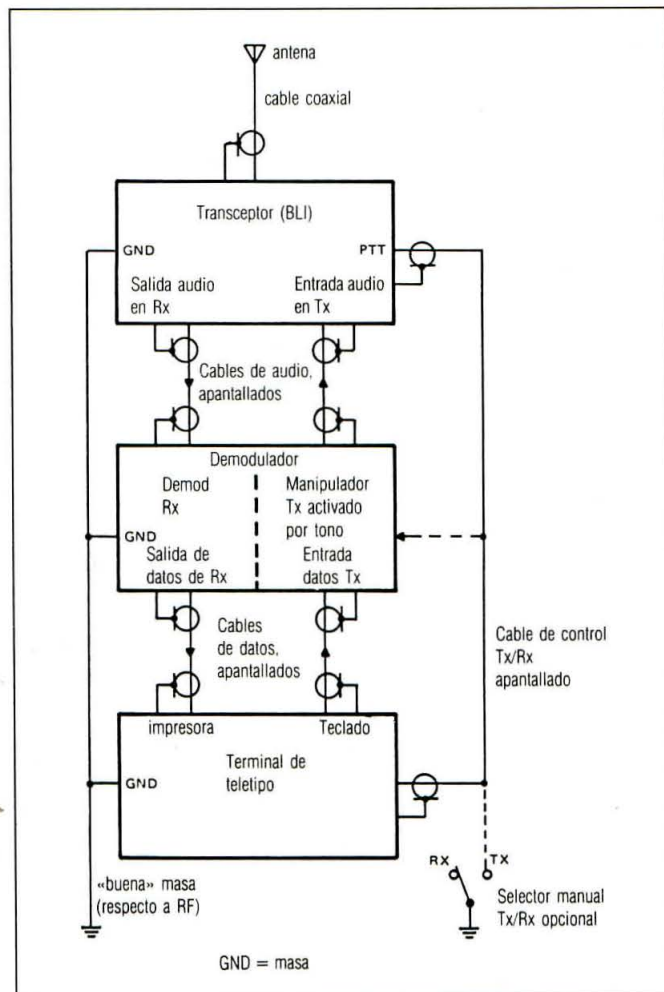 antena
cable coaxial
Transceptor (BLI)
GND
PTT
Salida audio
en Rx
Entrada audio
en Tx
Cables de audio,
apantallados
Demodulador
Demod
Rx
Manipulador
Tx activado
por tono
GND
Salida de
datos de Rx
Entrada
datos Tx
Cables
de datos,
apantallados
Cable de control
Tx/Rx
apantallado
impresora
Teclado
Terminal de
teletipo
GND
RX
TX
«buena» masa
(respecto a RF)
Selector manual
Tx/Rx opcional
GND = masa